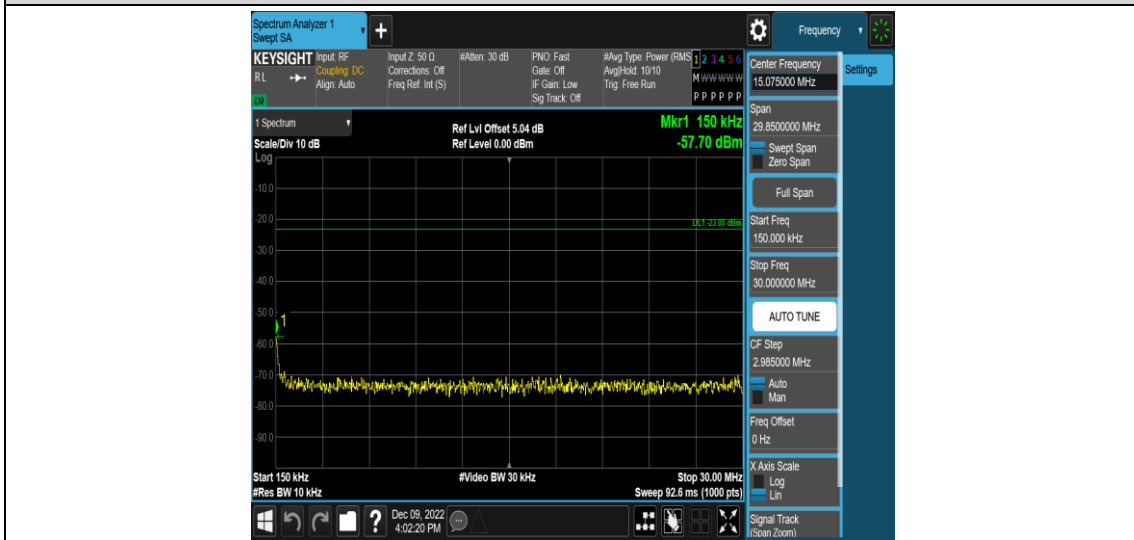 Spectrum Analyzer 1
Swept SA
+
Frequency
KEYSIGHT
RL
LXI
Input: RF
Coupling: DC
Align: Auto
Input Z: 50 Ω
Corrections: Off
Freq Ref: Int (S)
#Atten: 30 dB
PNO: Fast
Gate: Off
IF Gain: Low
Sig Track: Off
#Avg Type: Power (RMS
Avg|Hold: 10/10
Trig: Free Run
1 2 3 4 5 6
M W W W W W
P P P P P P
1 Spectrum
Scale/Div 10 dB
Ref Lvl Offset 5.04 dB
Ref Level 0.00 dBm
Mkr1 150 kHz
-57.70 dBm
Log
-10.0
-20.0
DL1 -23.00 dBm
-30.0
-40.0
-50.0
1
-60.0
-70.0
-80.0
-90.0
Start 150 kHz
#Video BW 30 kHz
Stop 30.00 MHz
#Res BW 10 kHz
Sweep 92.6 ms (1000 pts)
?
Dec 09, 2022
4:02:20 PM
Center Frequency
15.075000 MHz
Settings
Span
29.8500000 MHz
Swept Span
Zero Span
Full Span
Start Freq
150.000 kHz
Stop Freq
30.000000 MHz
AUTO TUNE
CF Step
2.985000 MHz
Auto
Man
Freq Offset
0 Hz
X Axis Scale
Log
Lin
Signal Track
(Span Zoom)